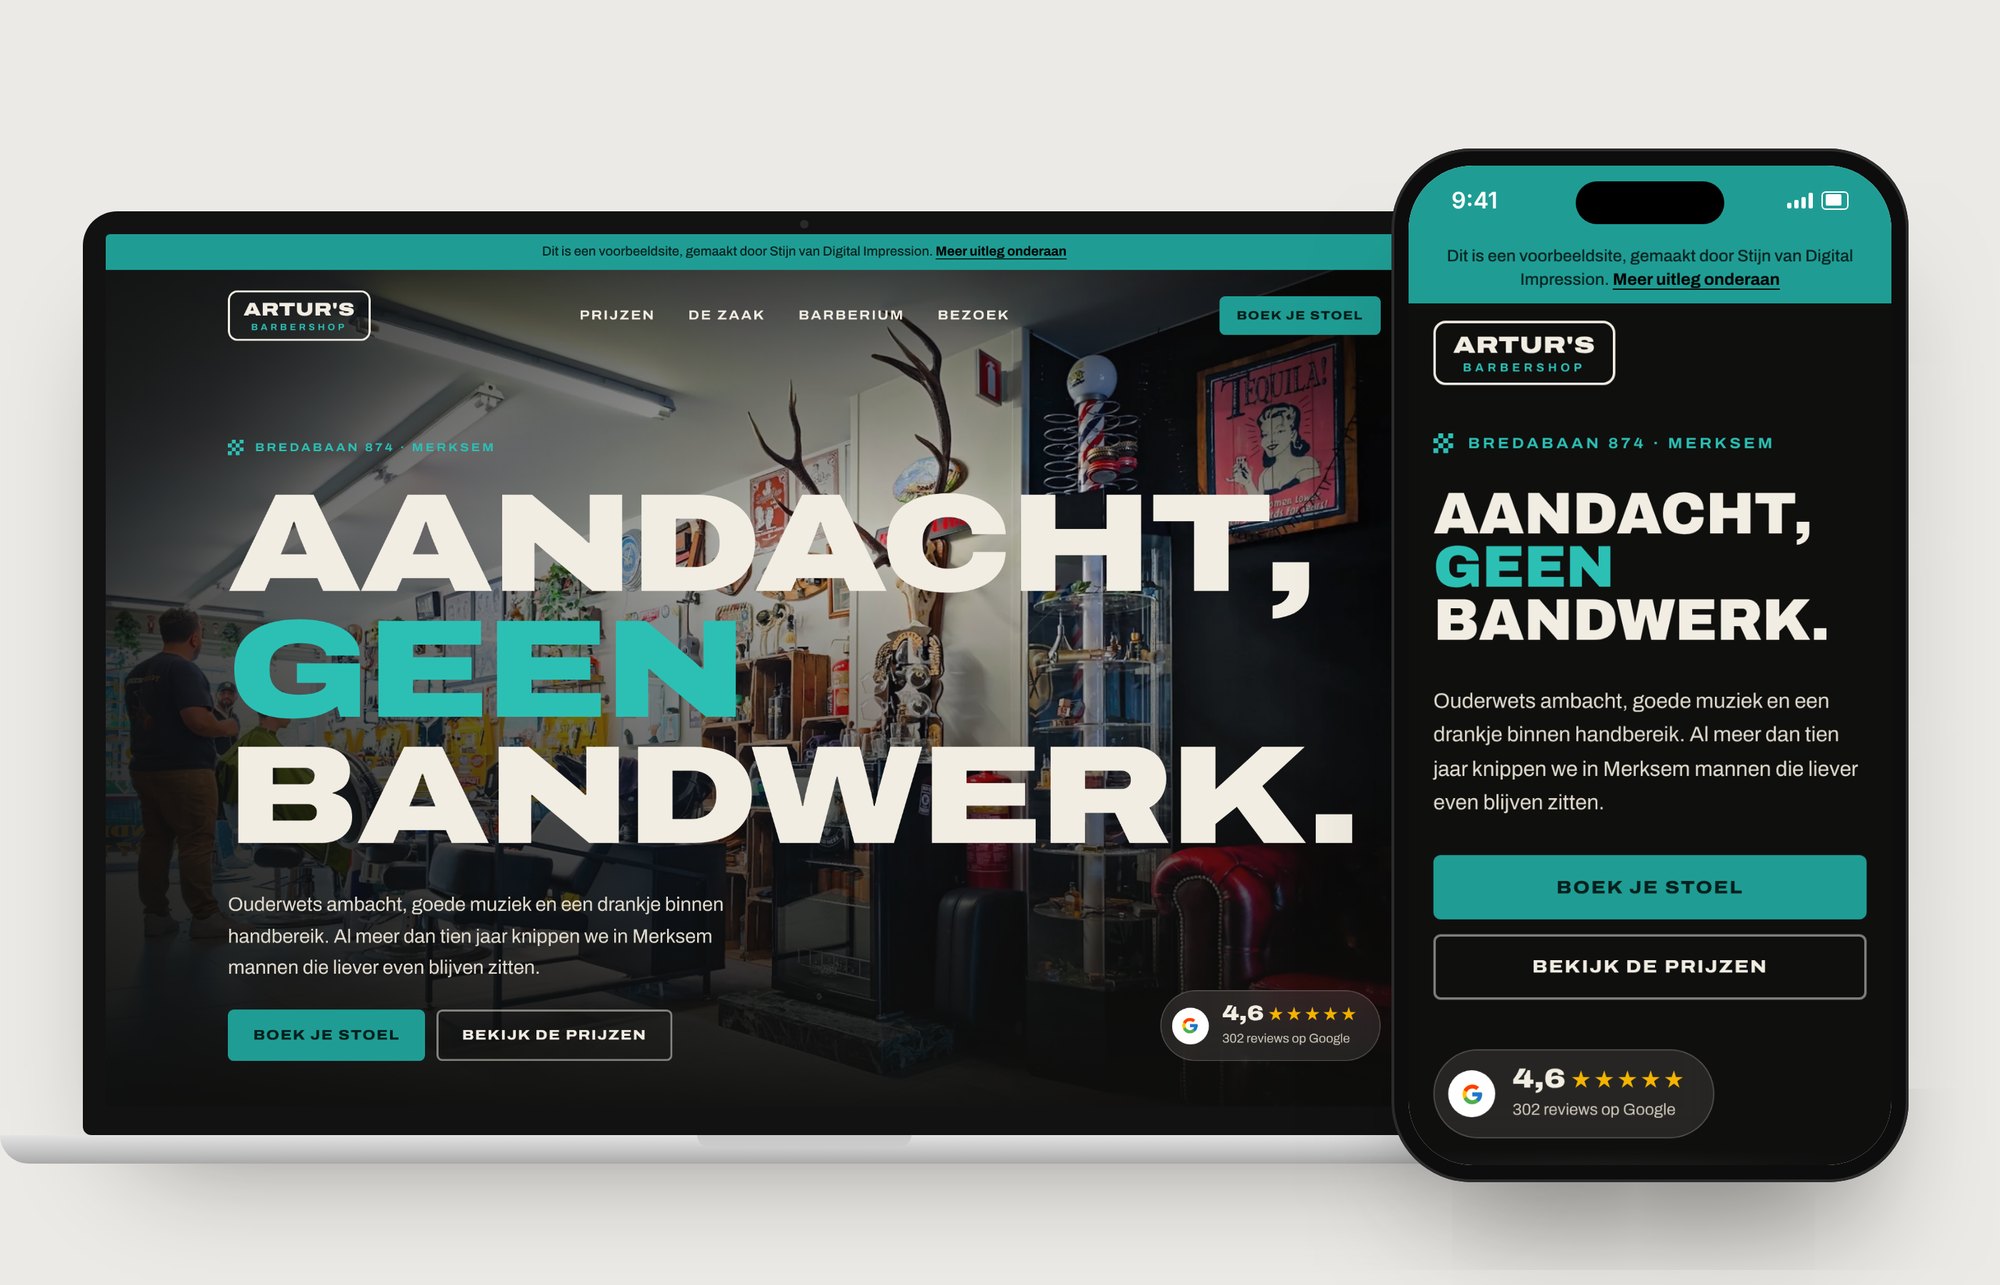 Dit is een voorbeeldsite, gemaakt door Stijn van Digital Impression. Meer uitleg onderaan
ARTUR'S
BARBERSHOP
PRIJZEN
DE ZAAK
BARBERIUM
BEZOEK
BOEK JE STOEL
TEQUILA!
BREDABAAN 874 · MERKSEM
AANDACHT,
GEEN
BANDWERK.
Ouderwets ambacht, goede muziek en een drankje binnen
handbereik. Al meer dan tien jaar knippen we in Merksem
mannen die liever even blijven zitten.
BOEK JE STOEL
BEKIJK DE PRIJZEN
4,6 ★★★★★
302 reviews op Google
9:41
Dit is een voorbeeldsite, gemaakt door Stijn van Digital
Impression. Meer uitleg onderaan
ARTUR'S
BARBERSHOP
BREDABAAN 874 · MERKSEM
AANDACHT,
GEEN
BANDWERK.
Ouderwets ambacht, goede muziek en een
drankje binnen handbereik. Al meer dan tien
jaar knippen we in Merksem mannen die liever
even blijven zitten.
BOEK JE STOEL
BEKIJK DE PRIJZEN
4,6 ★★★★★
302 reviews op Google